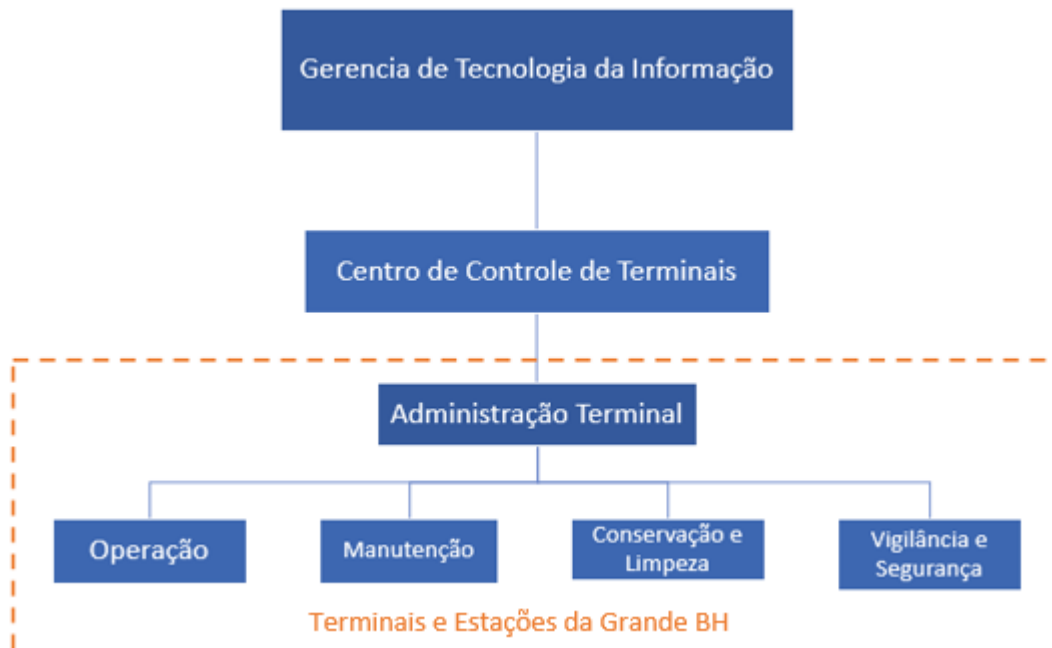 Gerencia de Tecnologia da Informação
Centro de Controle de Terminais
Administração Terminal
Operação
Manutenção
Conservação e
Limpeza
Vigilância e
Segurança
Terminais e Estações da Grande BH